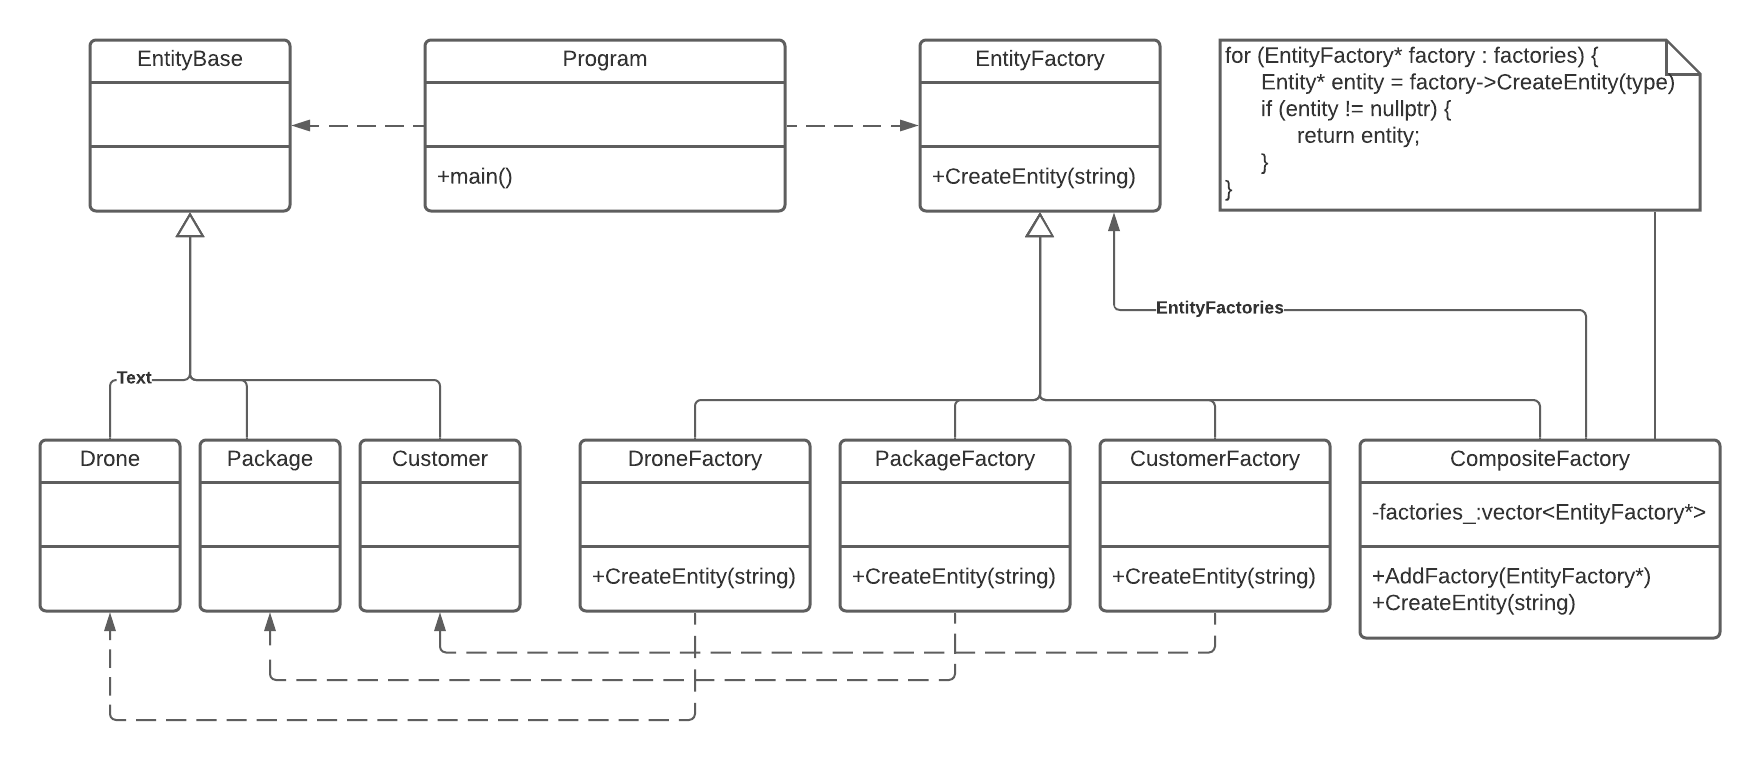 EntityBase
Program
+main()
EntityFactory
+CreateEntity(string)
for (EntityFactory* factory : factories) {
Entity* entity = factory->CreateEntity(type)
if (entity != nullptr) {
return entity;
}
}
EntityFactories
Text
Drone
Package
Customer
DroneFactory
+CreateEntity(string)
PackageFactory
+CreateEntity(string)
CustomerFactory
+CreateEntity(string)
CompositeFactory
-factories_:vector<EntityFactory*>
+AddFactory(EntityFactory*)
+CreateEntity(string)